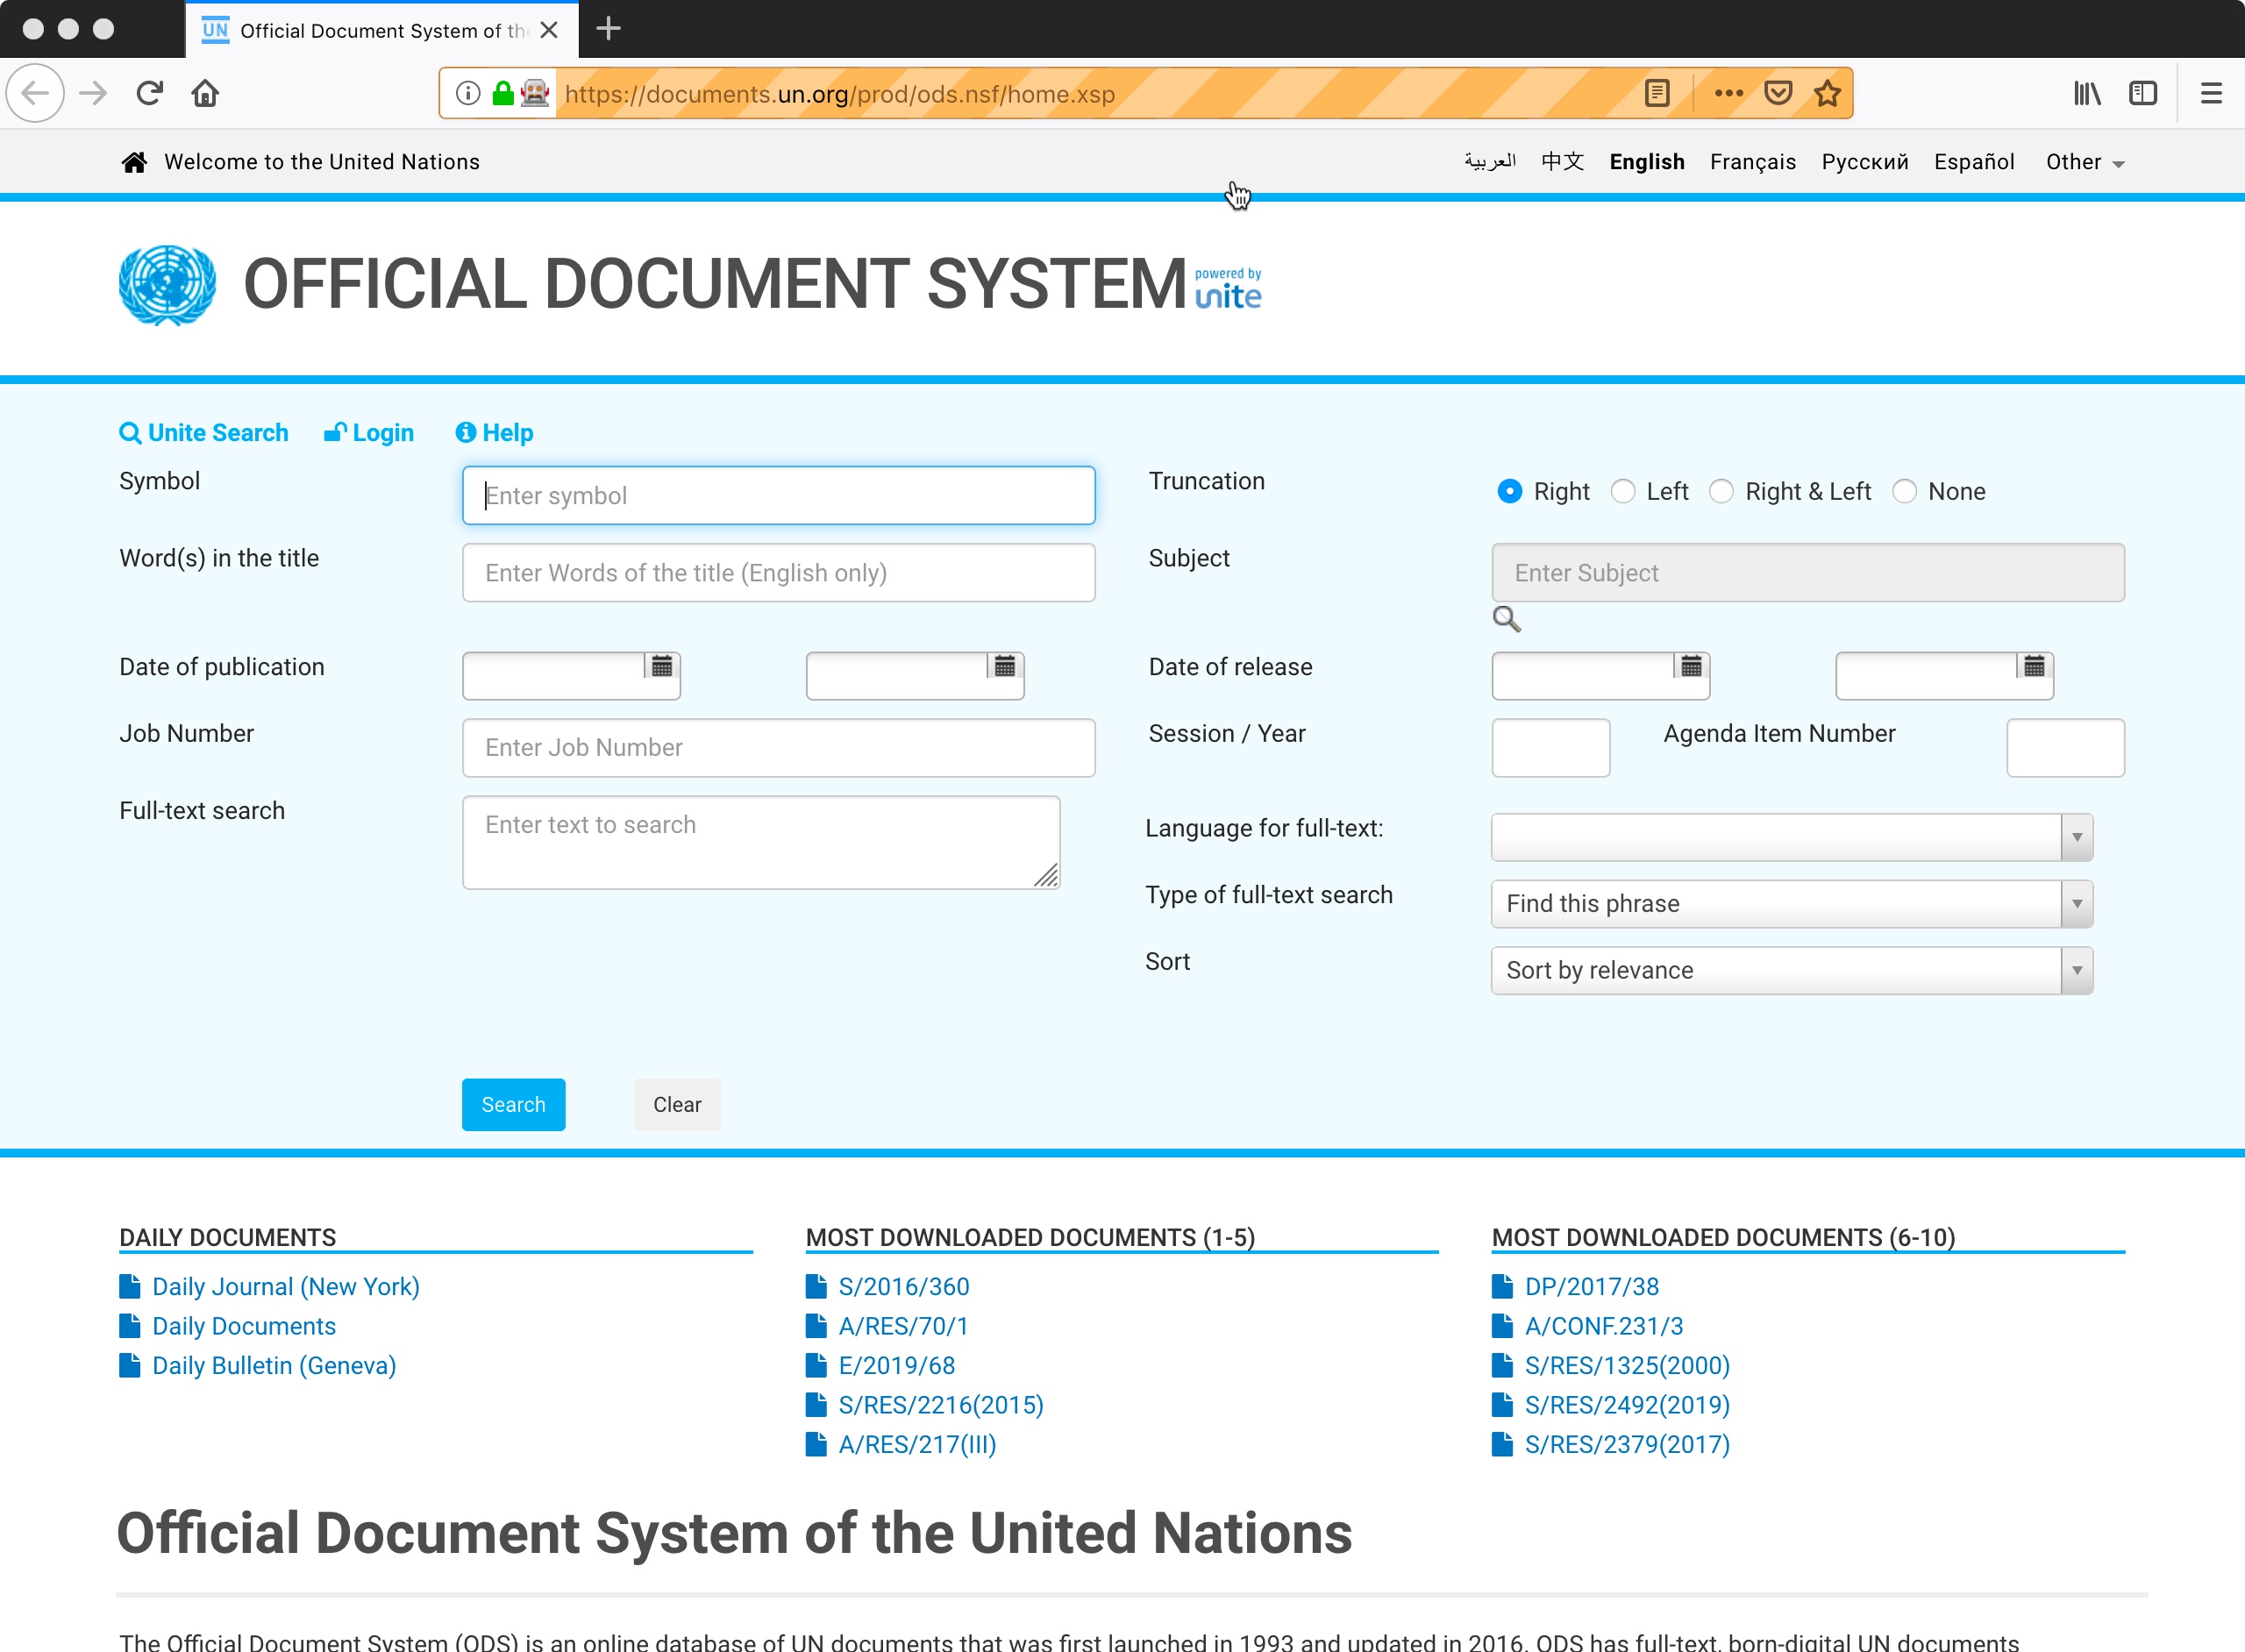 UN Official Document System of th
https://documents.un.org/prod/ods.nsf/home.xsp
Welcome to the United Nations
العربية 中文 English Français Русский Español Other
OFFICIAL DOCUMENT SYSTEM
powered by
unite
Unite Search Login Help
Symbol
Enter symbol
Truncation
Right Left Right & Left None
Word(s) in the title
Enter Words of the title (English only)
Subject
Enter Subject
Date of publication
Date of release
Job Number
Enter Job Number
Session / Year
Agenda Item Number
Full-text search
Enter text to search
Language for full-text:
Type of full-text search
Find this phrase
Sort
Sort by relevance
Search
Clear
DAILY DOCUMENTS
Daily Journal (New York)
Daily Documents
Daily Bulletin (Geneva)
MOST DOWNLOADED DOCUMENTS (1-5)
S/2016/360
A/RES/70/1
E/2019/68
S/RES/2216(2015)
A/RES/217(III)
MOST DOWNLOADED DOCUMENTS (6-10)
DP/2017/38
A/CONF.231/3
S/RES/1325(2000)
S/RES/2492(2019)
S/RES/2379(2017)
Official Document System of the United Nations
The Official Document System (ODS) is an online database of UN documents that was first launched in 1993 and updated in 2016. ODS has full-text, born-digital UN documents